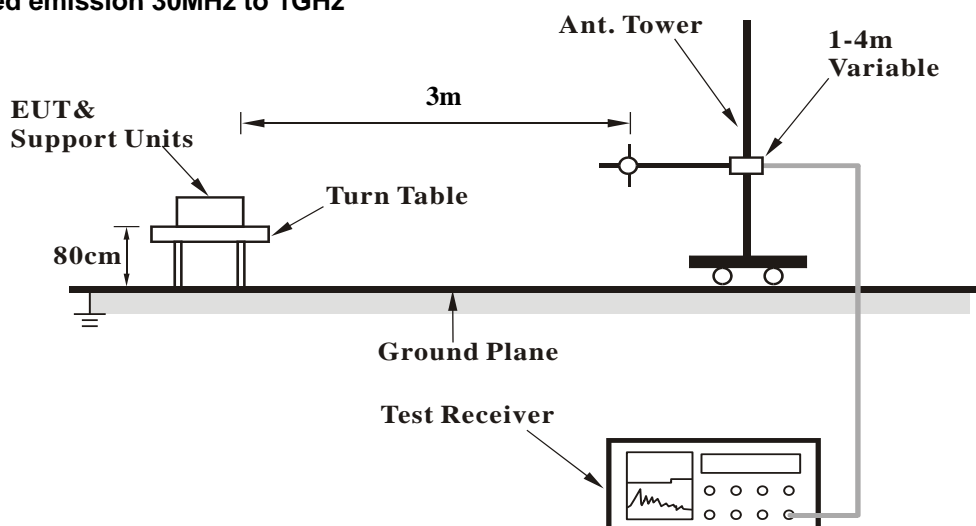 ed emission 30MHz to 1GHz
Ant. Tower
1-4m
Variable
3m
EUT&
Support Units
Turn Table
80cm
Ground Plane
Test Receiver